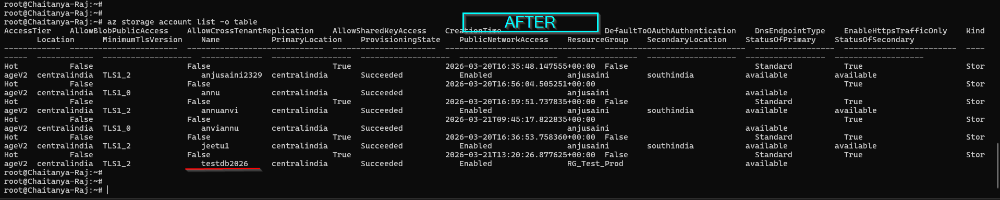 root@Chaitanya-Raj:~#
root@Chaitanya-Raj:~#
root@Chaitanya-Raj:~# az storage account list -o table
AFTER
AccessTier    AllowBlobPublicAccess    AllowCrossTenantReplication    AllowSharedKeyAccess    CreationTime                      DefaultToOAuthAuthentication    DnsEndpointType    EnableHttpsTrafficOnly    Kind
       Location      MinimumTlsVersion    Name           PrimaryLocation    ProvisioningState    PublicNetworkAccess    ResourceGroup    SecondaryLocation    StatusOfPrimary    StatusOfSecondary
------------  -----------------------  -----------------------------  ----------------------  --------------------------------  ------------------------------  -----------------  ------------------------  ----
-----  ------------  -------------------  -------------  -----------------  -------------------  ---------------------  ---------------  -------------------  -----------------  -------------------
Hot           False                    False                          True                    2026-03-20T16:35:48.147555+00:00  False                           Standard           True                      Stor
ageV2  centralindia  TLS1_2               anjusaini2329  centralindia       Succeeded            Enabled                anjusaini        southindia           available          available
Hot           False                    False                                                  2026-03-20T16:56:04.505251+00:00                                                     True                      Stor
ageV2  centralindia  TLS1_0               annu           centralindia       Succeeded                                   anjusaini                             available
Hot           False                    False                          True                    2026-03-20T16:59:51.737835+00:00  False                           Standard           True                      Stor
ageV2  centralindia  TLS1_2               annuanvi       centralindia       Succeeded            Enabled                anjusaini        southindia           available          available
Hot           False                    False                                                  2026-03-21T09:45:17.822835+00:00                                                     True                      Stor
ageV2  centralindia  TLS1_0               anviannu       centralindia       Succeeded                                   anjusaini                             available
Hot           False                    False                          True                    2026-03-20T16:36:53.758360+00:00  False                           Standard           True                      Stor
ageV2  centralindia  TLS1_2               jeetu1         centralindia       Succeeded            Enabled                anjusaini        southindia           available          available
Hot           False                    False                          True                    2026-03-21T13:20:26.877625+00:00  False                           Standard           True                      Stor
ageV2  centralindia  TLS1_2               testdb2026     centralindia       Succeeded            Enabled                RG_Test_Prod                          available
root@Chaitanya-Raj:~#
root@Chaitanya-Raj:~#
root@Chaitanya-Raj:~#